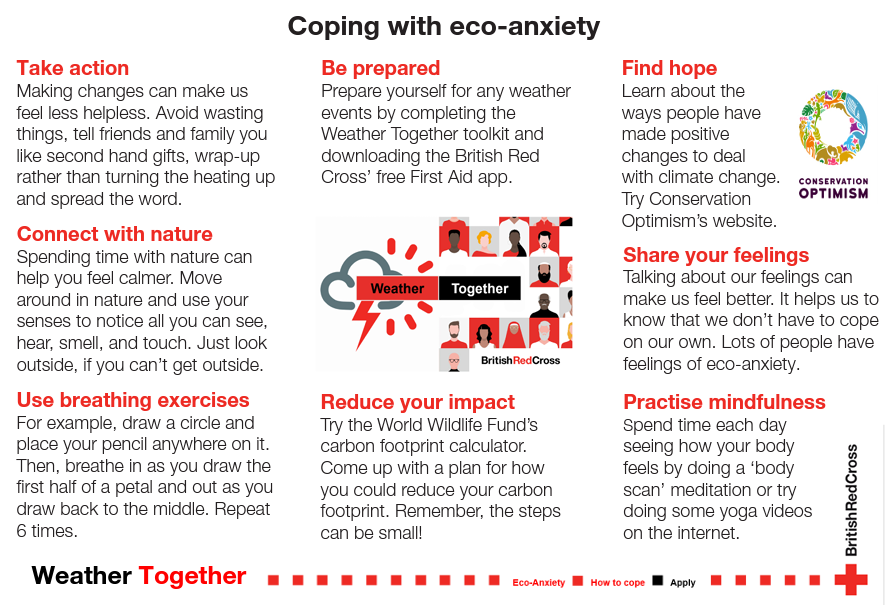 Coping with eco-anxiety
Take action
Making changes can make us
feel less helpless. Avoid wasting
things, tell friends and family you
like second hand gifts, wrap-up
rather than turning the heating up
and spread the word.
Connect with nature
Spending time with nature can
help you feel calmer. Move
around in nature and use your
senses to notice all you can see,
hear, smell, and touch. Just look
outside, if you can't get outside.
Use breathing exercises
For example, draw a circle and
place your pencil anywhere on it.
Then, breathe in as you draw the
first half of a petal and out as you
draw back to the middle. Repeat
6 times.
Be prepared
Prepare yourself for any weather
events by completing the
Weather Together toolkit and
downloading the British Red
Cross' free First Aid app.
Weather Together
BritishRedCross
Reduce your impact
Try the World Wildlife Fund's
carbon footprint calculator.
Come up with a plan for how
you could reduce your carbon
footprint. Remember, the steps
can be small!
Find hope
Learn about the
ways people have
made positive
changes to deal
with climate change.
Try Conservation
Optimism's website.
CONSERVATION
OPTIMISM
Share your feelings
Talking about our feelings can
make us feel better. It helps us to
know that we don't have to cope
on our own. Lots of people have
feelings of eco-anxiety.
Practise mindfulness
Spend time each day
seeing how your body
feels by doing a 'body
scan' meditation or try
doing some yoga videos
on the internet.
BritishRedCross
Weather Together
Eco-Anxiety How to cope Apply